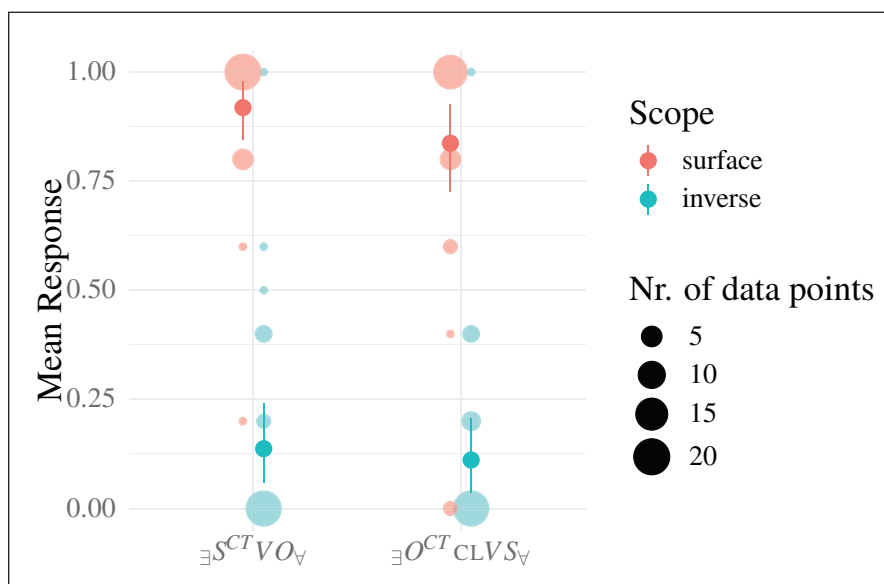 Mean Response
1.00
0.75
0.50
0.25
0.00
∃S^{CT}VO∀
∃O^{CT}CLVS∀
Scope
surface
inverse
Nr. of data points
5
10
15
20